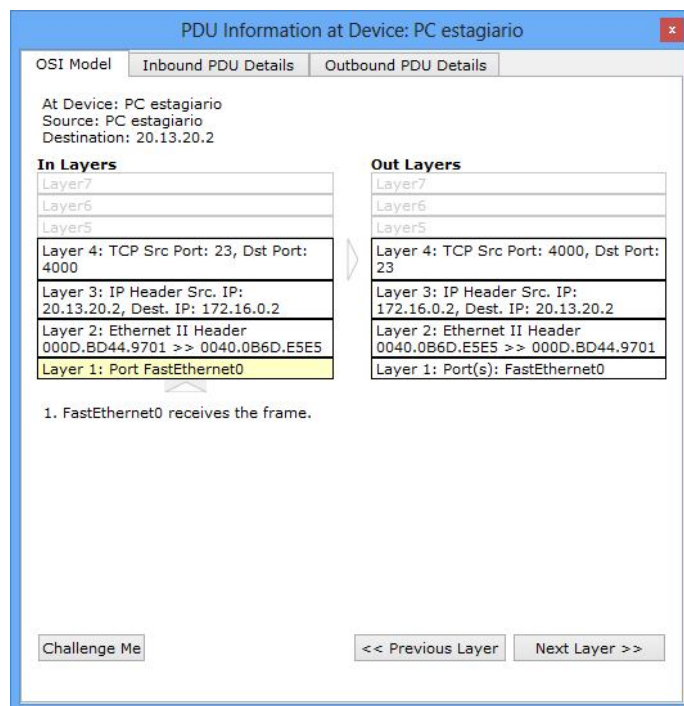 PDU Information at Device: PC estagiario
x
OSI Model
Inbound PDU Details
Outbound PDU Details
At Device: PC estagiario
Source: PC estagiario
Destination: 20.13.20.2
In Layers
Layer7
Layer6
Layer5
Layer 4: TCP Src Port: 23, Dst Port:
4000
Layer 3: IP Header Src. IP:
20.13.20.2, Dest. IP: 172.16.0.2
Layer 2: Ethernet II Header
000D.BD44.9701 >> 0040.0B6D.E5E5
Layer 1: Port FastEthernet0
Out Layers
Layer7
Layer6
Layer5
Layer 4: TCP Src Port: 4000, Dst Port:
23
Layer 3: IP Header Src. IP:
172.16.0.2, Dest. IP: 20.13.20.2
Layer 2: Ethernet II Header
0040.0B6D.E5E5 >> 000D.BD44.9701
Layer 1: Port(s): FastEthernet0
1. FastEthernet0 receives the frame.
Challenge Me
<< Previous Layer
Next Layer >>